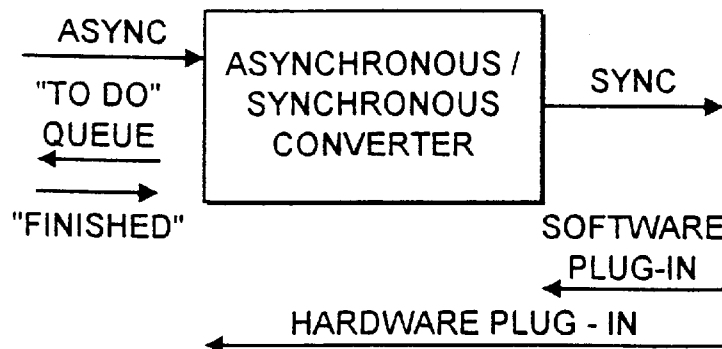 ASYNC
"TO DO"
QUEUE
"FINISHED"
ASYNCHRONOUS /
SYNCHRONOUS
CONVERTER
SYNC
SOFTWARE
PLUG-IN
HARDWARE PLUG - IN